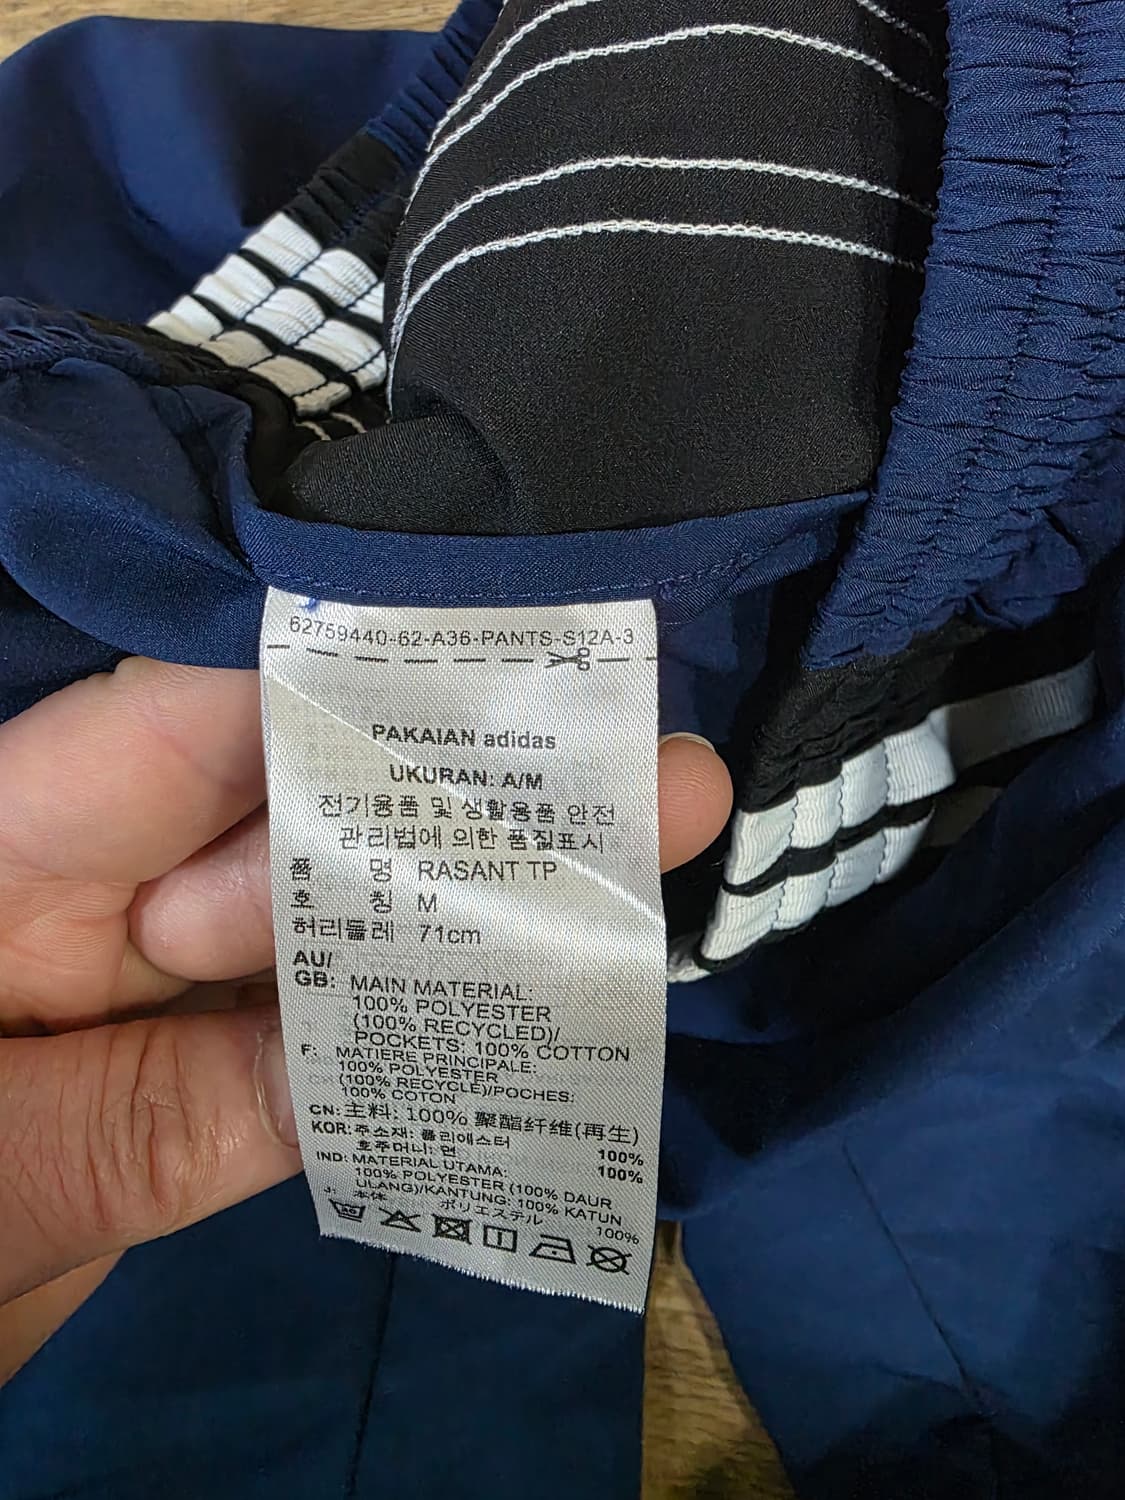 62759440-62-A36-PANTS-S12A-3
PAKAIAN adidas
UKURAN: A/M
전기용품 및 생활용품 안전
관리법에 의한 품질표시
품 명 RASANT TP
호 칭 M
허리둘레 71cm
AU/
GB: MAIN MATERIAL:
100% POLYESTER
(100% RECYCLED)/
POCKETS: 100% COTTON
F: MATIERE PRINCIPALE:
100% POLYESTER
(100% RECYCLE)/POCHES:
100% COTON
CN: 主料: 100% 聚酯纤维(再生)
KOR: 주소재: 폴리에스터 100%
호주머니: 면 100%
IND: MATERIAL UTAMA:
100% POLYESTER (100% DAUR
ULANG)/KANTUNG: 100% KATUN
J: 本体 ポリエステル 100%